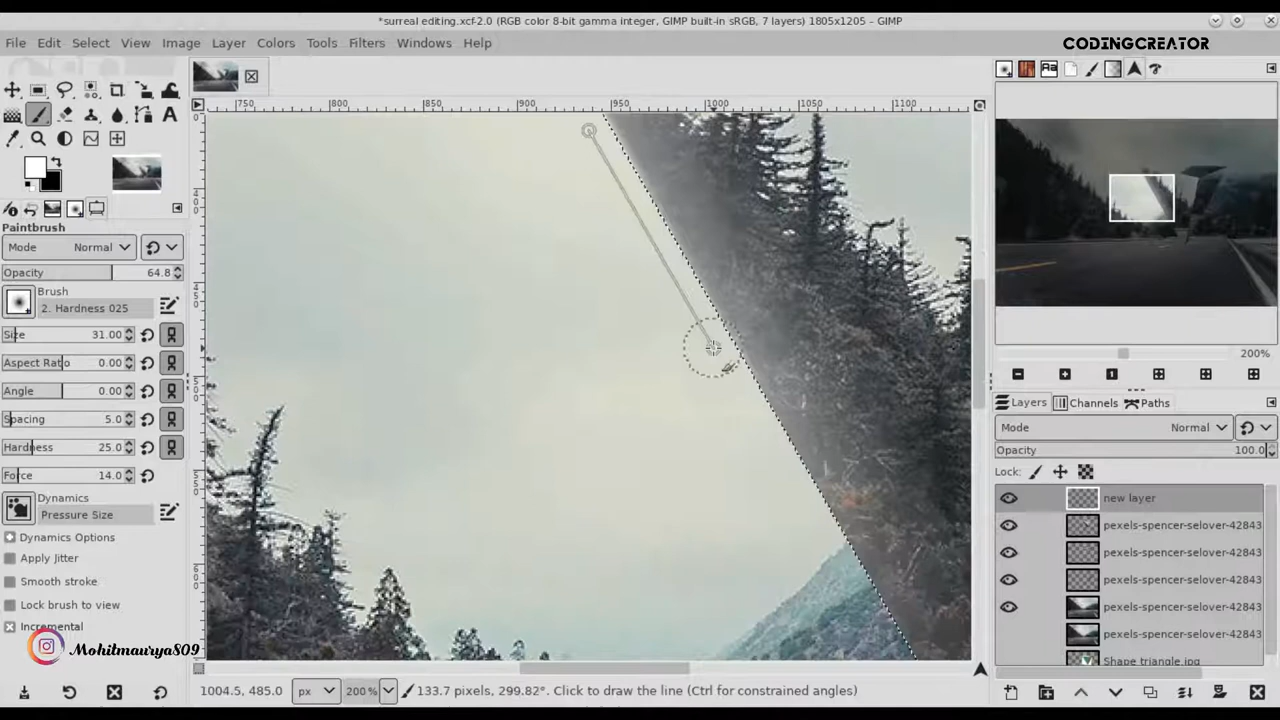 *surreal editing.xcf-2.0 (RGB color 8-bit gamma integer, GIMP built-in sRGB, 7 layers) 1805x1205 – GIMP
File Edit Select View Image Layer Colors Tools Filters Windows Help
CODINGCREATOR
Aa
750 800 850 900 950 1000 1050 1100
A
Paintbrush
Mode Normal
Opacity 64.8
Brush
2. Hardness 025
Size 31.00
Aspect Ratio 0.00
Angle 0.00
Spacing 5.0
Hardness 25.0
Force 14.0
Dynamics
Pressure Size
Dynamics Options
Apply Jitter
Smooth stroke
Lock brush to view
Incremental
Mohitmaurya809
200%
Layers Channels Paths
Mode Normal
Opacity 100.0
Lock:
new layer
pexels-spencer-selover-42843
pexels-spencer-selover-42843
pexels-spencer-selover-42843
pexels-spencer-selover-42843
pexels-spencer-selover-42843
Shape triangle.jpg
1004.5, 485.0 px 200% 133.7 pixels, 299.82°. Click to draw the line (Ctrl for constrained angles)